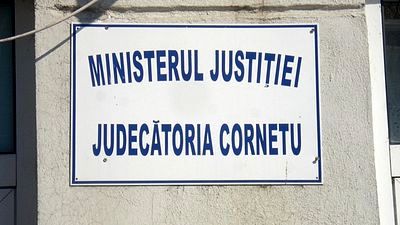 MINISTERUL JUSTIȚIEI
JUDECĂTORIA CORNETU